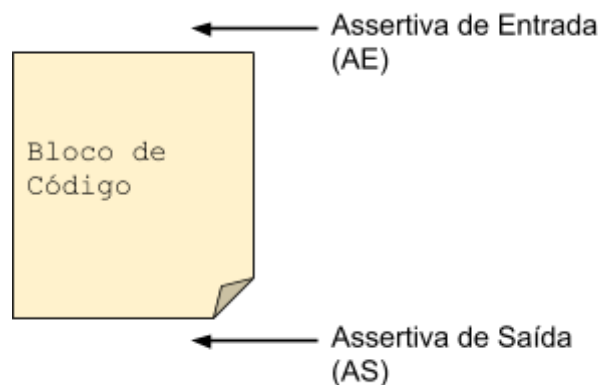 Assertiva de Entrada
(AE)
Bloco de
Código
Assertiva de Saída
(AS)